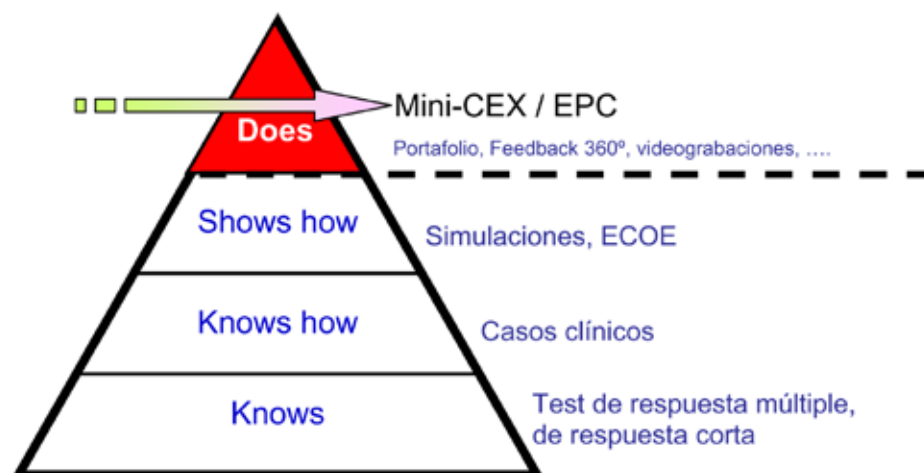 Mini-CEX / EPC
Does
Portafolio, Feedback 360º, videograbaciones, ....
Shows how
Simulaciones, ECOE
Knows how
Casos clínicos
Knows
Test de respuesta múltiple,
de respuesta corta